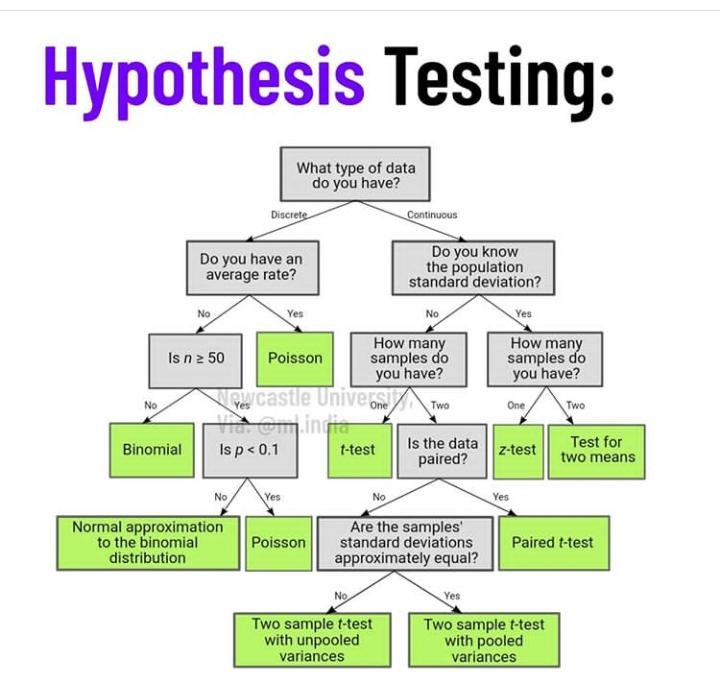 Hypothesis Testing:
What type of data
do you have?
Discrete
Continuous
Do you have an
average rate?
Do you know
the population
standard deviation?
No
Yes
No
Yes
Is n ≥ 50
Poisson
How many
samples do
you have?
How many
samples do
you have?
Newcastle University,
Via: @ml.india
No
Yes
One
Two
One
Two
Binomial
Is p < 0.1
t-test
Is the data
paired?
z-test
Test for
two means
No
Yes
No
Yes
Normal approximation
to the binomial
distribution
Poisson
Are the samples'
standard deviations
approximately equal?
Paired t-test
No
Yes
Two sample t-test
with unpooled
variances
Two sample t-test
with pooled
variances